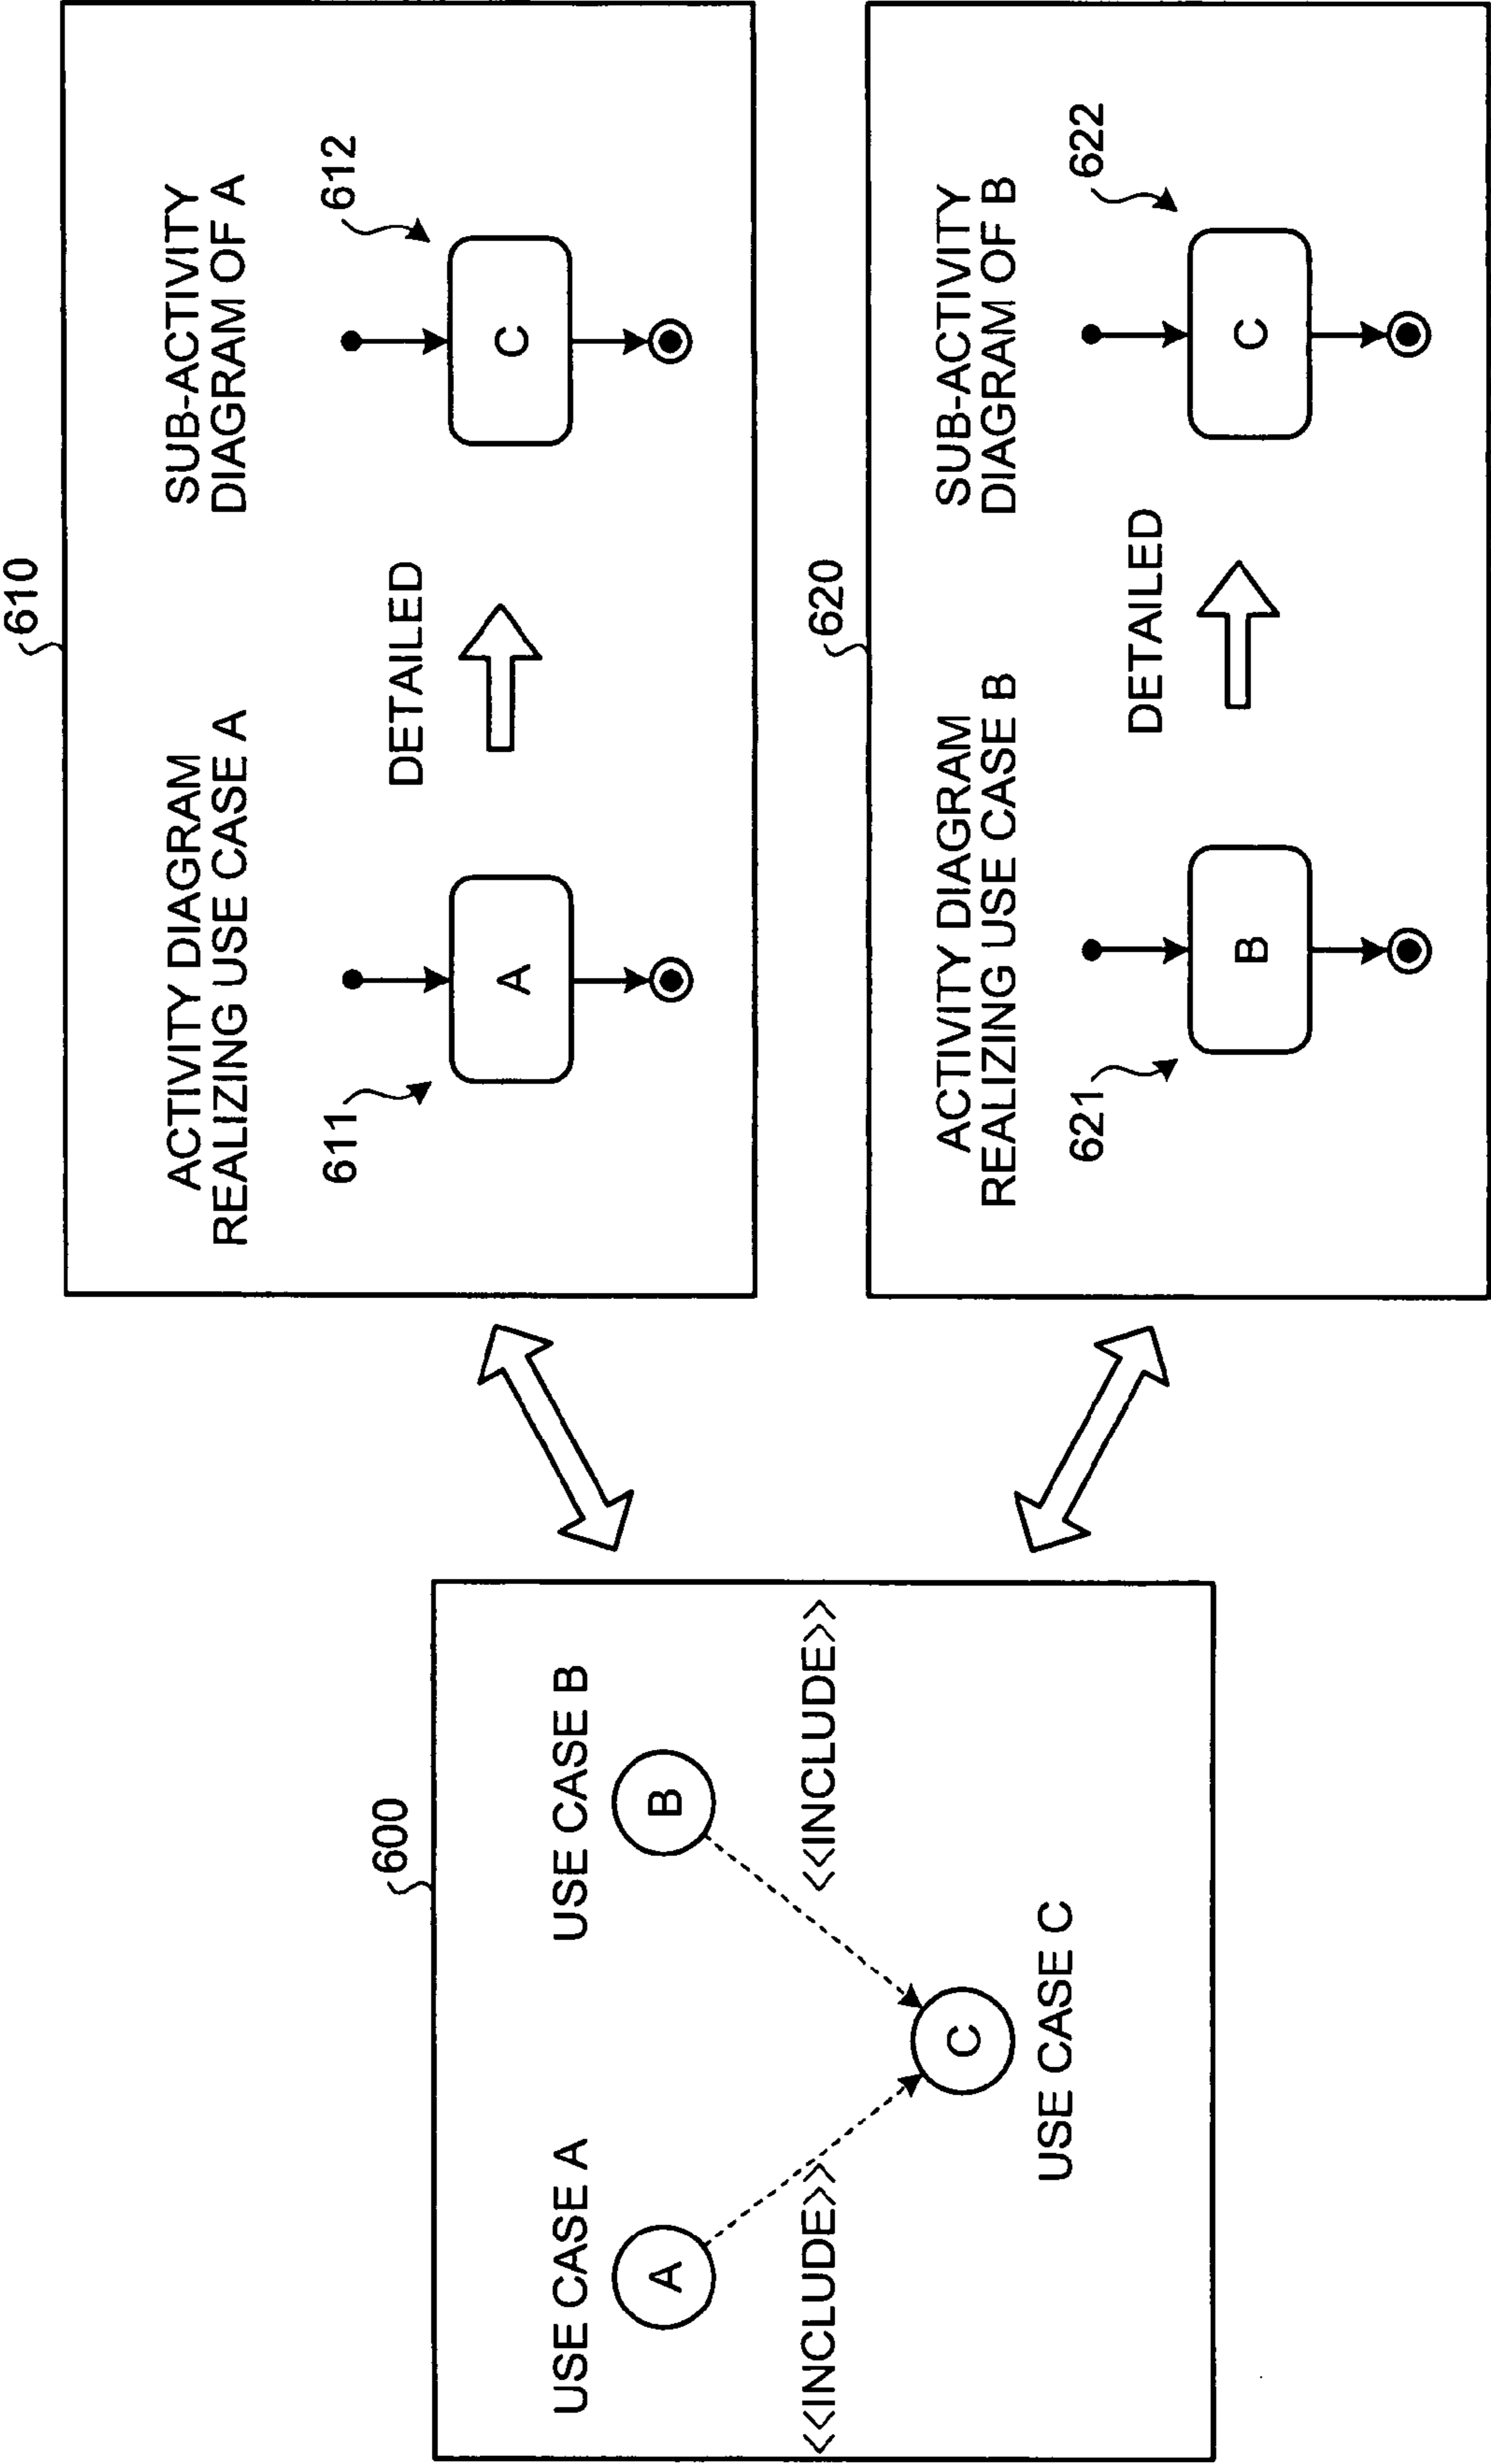 600
USE CASE A
USE CASE B
A
B
<<INCLUDE>>
<<INCLUDE>>
C
USE CASE C
610
ACTIVITY DIAGRAM
REALIZING USE CASE A
SUB-ACTIVITY
DIAGRAM OF A
611
612
DETAILED
A
C
620
ACTIVITY DIAGRAM
REALIZING USE CASE B
SUB-ACTIVITY
DIAGRAM OF B
621
622
DETAILED
B
C